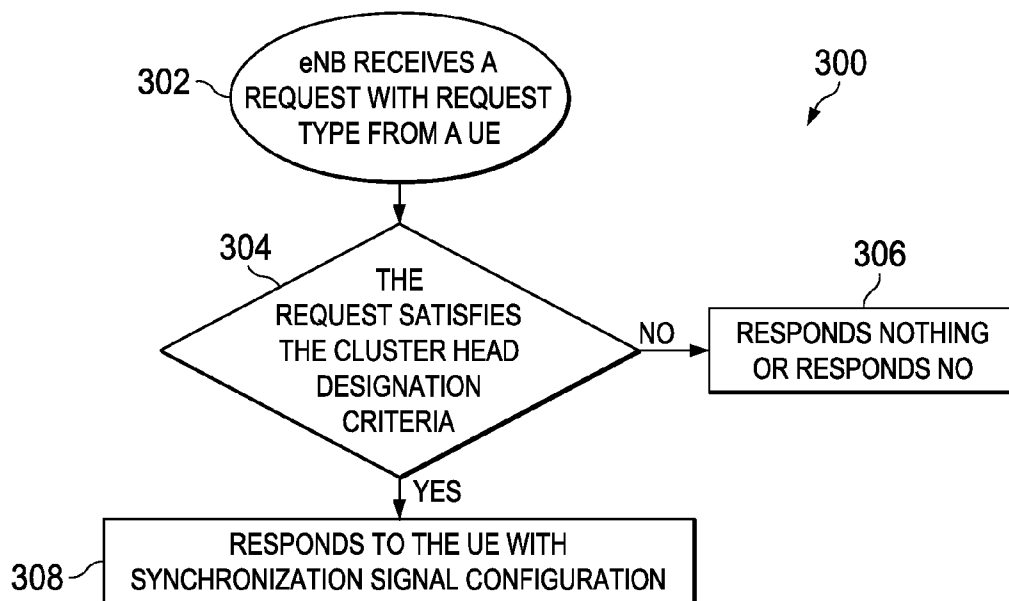 302
eNB RECEIVES A
REQUEST WITH REQUEST
TYPE FROM A UE
300
304
THE
REQUEST SATISFIES
THE CLUSTER HEAD
DESIGNATION
CRITERIA
NO
306
RESPONDS NOTHING
OR RESPONDS NO
YES
308
RESPONDS TO THE UE WITH
SYNCHRONIZATION SIGNAL CONFIGURATION